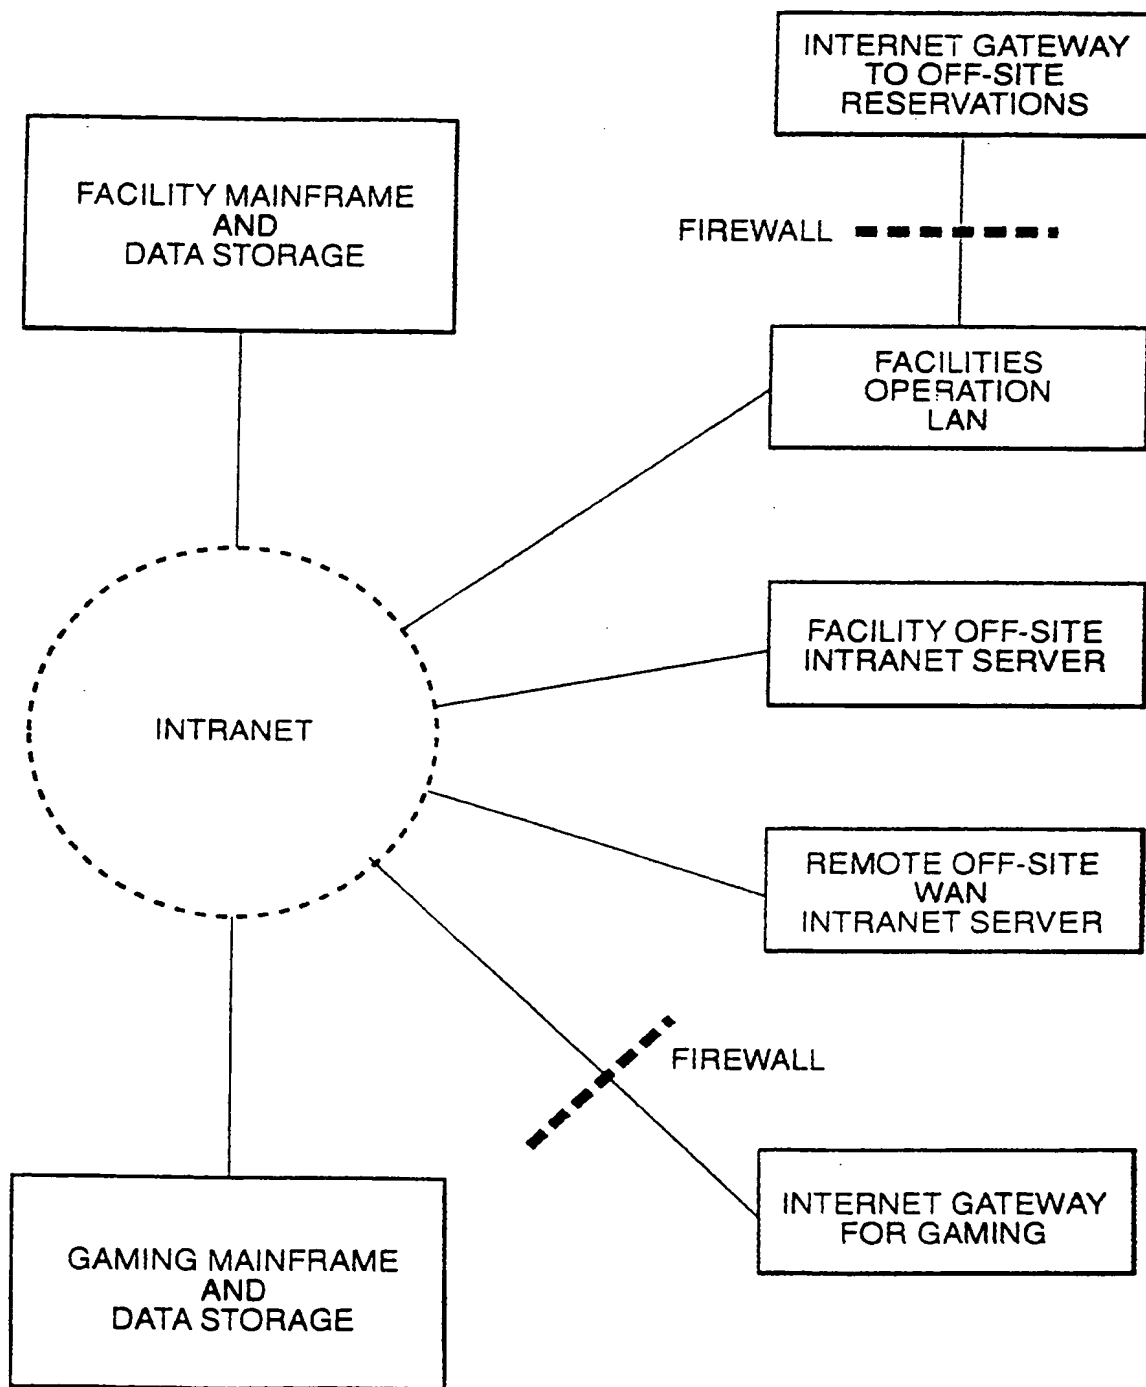 INTERNET GATEWAY
TO OFF-SITE
RESERVATIONS
FACILITY MAINFRAME
AND
DATA STORAGE
FIREWALL
FACILITIES
OPERATION
LAN
FACILITY OFF-SITE
INTRANET SERVER
INTRANET
REMOTE OFF-SITE
WAN
INTRANET SERVER
FIREWALL
INTERNET GATEWAY
FOR GAMING
GAMING MAINFRAME
AND
DATA STORAGE